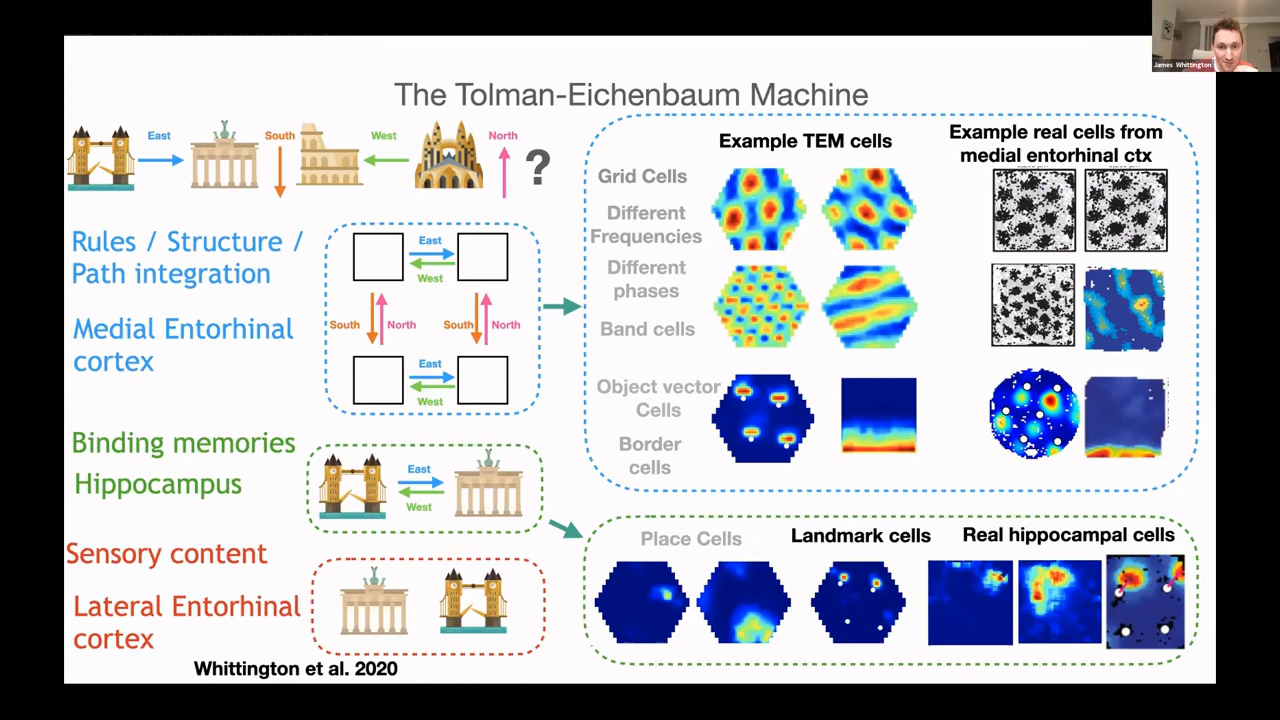 James Whittington
The Tolman-Eichenbaum Machine
East
South
West
North
?
Rules / Structure /
Path integration
Medial Entorhinal
cortex
East
West
South
North
South
North
East
West
Binding memories
Hippocampus
East
West
Sensory content
Lateral Entorhinal
cortex
Whittington et al. 2020
Example TEM cells
Example real cells from
medial entorhinal ctx
Grid Cells
Different
Frequencies
Different
phases
Band cells
Object vector
Cells
Border
cells
Place Cells
Landmark cells
Real hippocampal cells